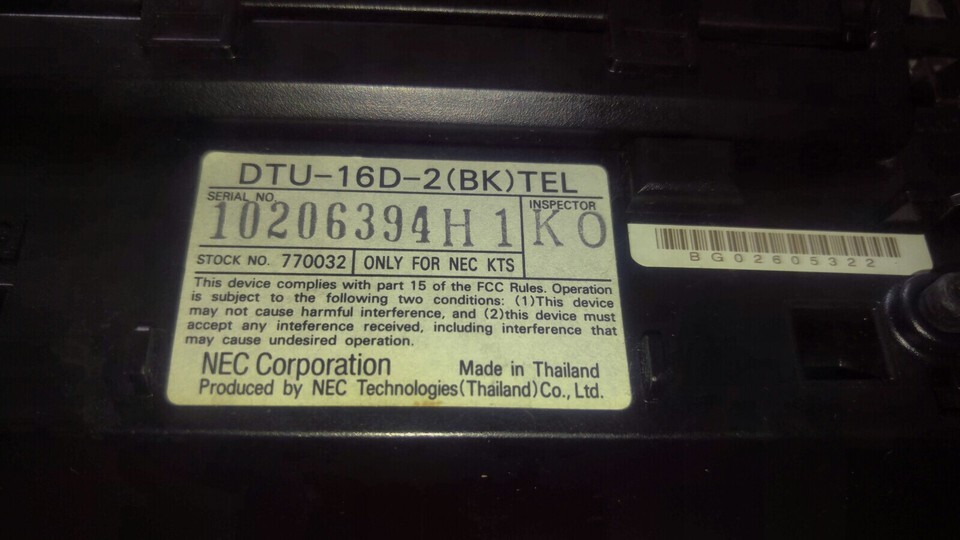 DTU-16D-2(BK)TEL
SERIAL NO.
10206394H 1
INSPECTOR
KO
STOCK NO. 770032
ONLY FOR NEC KTS
This device complies with part 15 of the FCC Rules. Operation
is subject to the following two conditions: (1)This device
may not cause harmful interference, and (2)this device must
accept any inteference received, including interference that
may cause undesired operation.
NEC Corporation
Made in Thailand
Produced by NEC Technologies(Thailand)Co.,Ltd.
BG02605322